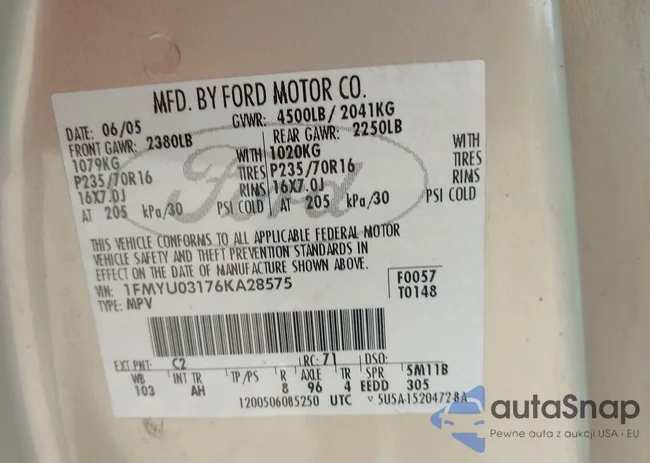 MFD. BY FORD MOTOR CO.
DATE: 06/05 GVWR: 4500LB/ 2041KG
FRONT GAWR: 2380LB REAR GAWR: 2250LB
1079KG WITH 1020KG WITH
P235/70R16 TIRES P235/70R16 TIRES
16X7.0J RIMS 16X7.0J RIMS
AT 205 kPa/30 PSI COLD AT 205 kPa/30 PSI COLD
Ford
THIS VEHICLE CONFORMS TO ALL APPLICABLE FEDERAL MOTOR
VEHICLE SAFETY AND THEFT PREVENTION STANDARDS IN
EFFECT ON THE DATE OF MANUFACTURE SHOWN ABOVE.
VIN: 1FMYU03176KA28575 F0057
TYPE: MPV T0148
EXT PNT: C2 RC: 71 DSO:
WB INT TR TP/PS R AXLE TR SPR 5M11B
103 AH 8 96 4 EEDD 305
1200506085250 UTC ▽ 5U5A-1520472-BA
autaSnap
Pewne auta z aukcji USA i EU